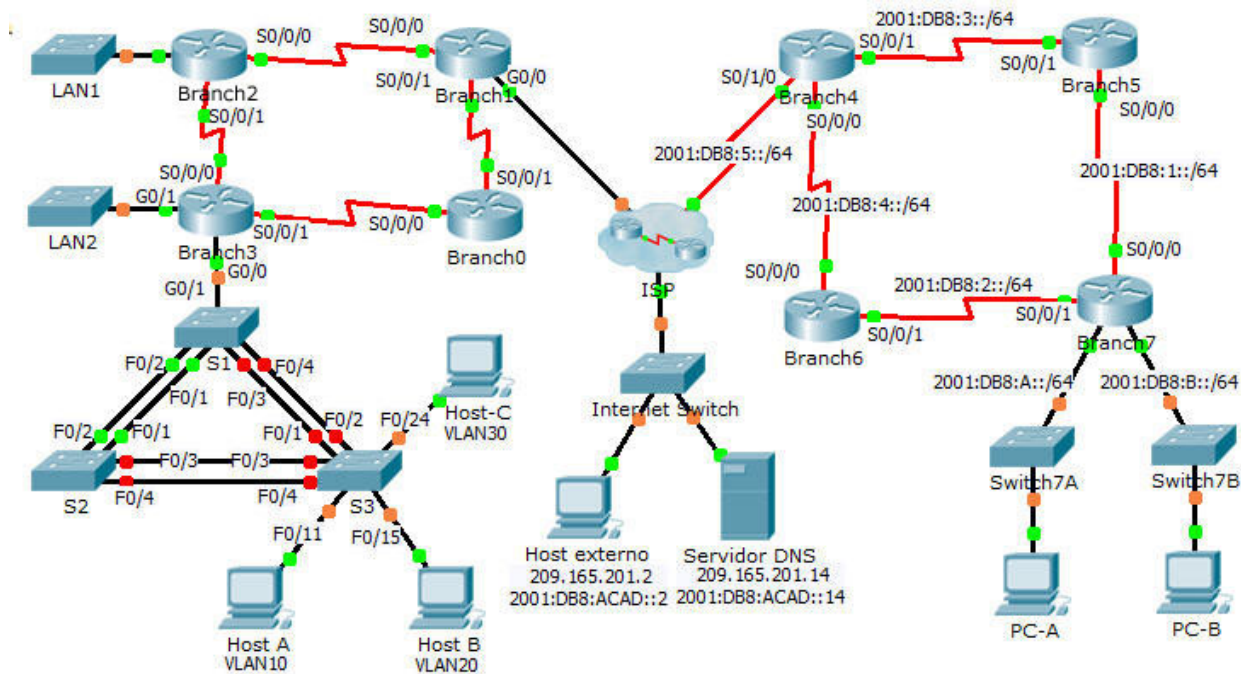 LAN1
Branch2
S0/0/0
S0/0/0
S0/0/1
Branch1
G0/0
S0/0/1
S0/0/0
S0/0/1
G0/1
LAN2
Branch3
S0/0/1
S0/0/0
Branch0
G0/0
G0/1
S1
F0/2
F0/1
F0/4
F0/3
F0/2
F0/1
F0/1
F0/2
F0/3
F0/3
F0/4
F0/4
S2
S3
F0/24
Host-C
VLAN30
F0/11
F0/15
Host A
VLAN10
Host B
VLAN20
ISP
Internet Switch
Host externo
209.165.201.2
2001:DB8:ACAD::2
Servidor DNS
209.165.201.14
2001:DB8:ACAD::14
2001:DB8:5::/64
S0/1/0
Branch4
S0/0/1
2001:DB8:3::/64
S0/0/1
Branch5
S0/0/0
S0/0/0
2001:DB8:1::/64
2001:DB8:4::/64
S0/0/0
S0/0/0
Branch6
S0/0/1
2001:DB8:2::/64
S0/0/1
Branch7
2001:DB8:A::/64
2001:DB8:B::/64
Switch7A
Switch7B
PC-A
PC-B